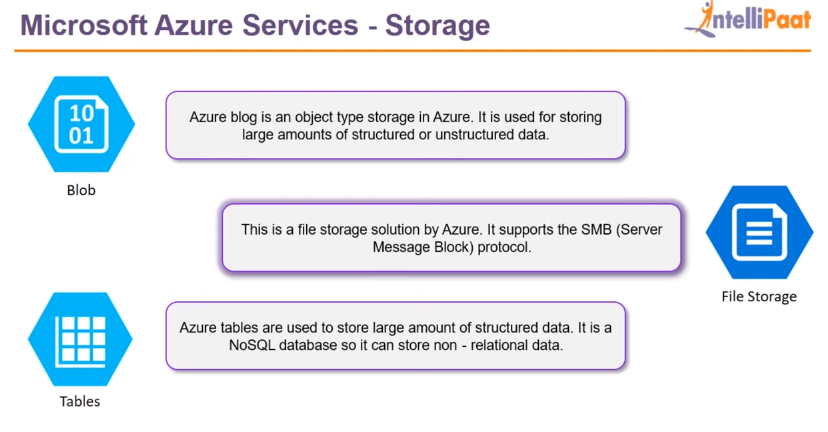 Microsoft Azure Services - Storage
IntelliPaat
10
01
Blob
Azure blog is an object type storage in Azure. It is used for storing
large amounts of structured or unstructured data.
This is a file storage solution by Azure. It supports the SMB (Server
Message Block) protocol.
File Storage
Azure tables are used to store large amount of structured data. It is a
NoSQL database so it can store non - relational data.
Tables